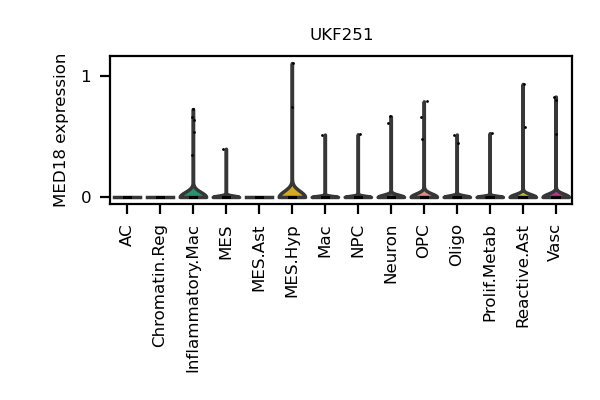 UKF251
MED18 expression
1
0
AC
Chromatin.Reg
Inflammatory.Mac
MES
MES.Ast
MES.Hyp
Mac
NPC
Neuron
OPC
Oligo
Prolif.Metab
Reactive.Ast
Vasc